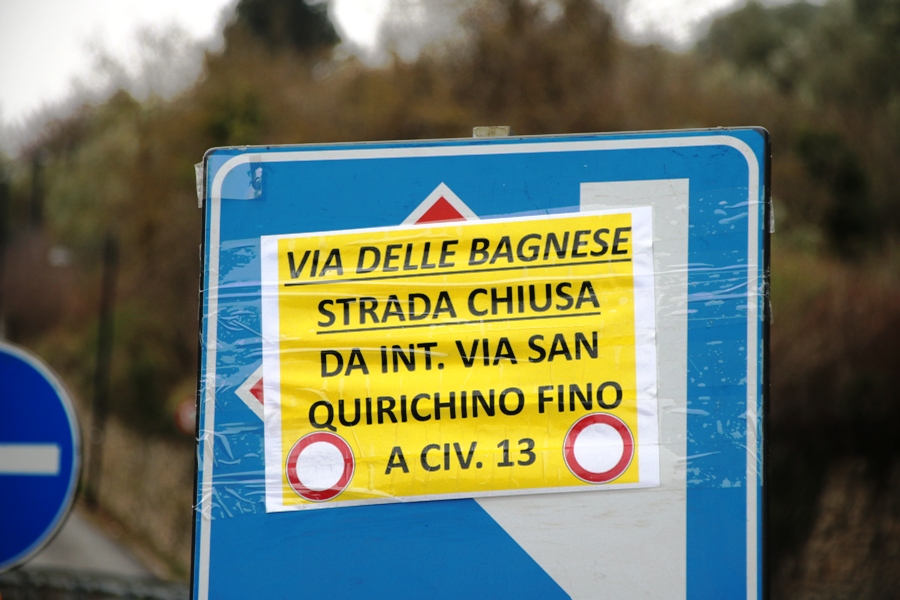 VIA DELLE BAGNESE
STRADA CHIUSA
DA INT. VIA SAN
QUIRICHINO FINO
A CIV. 13